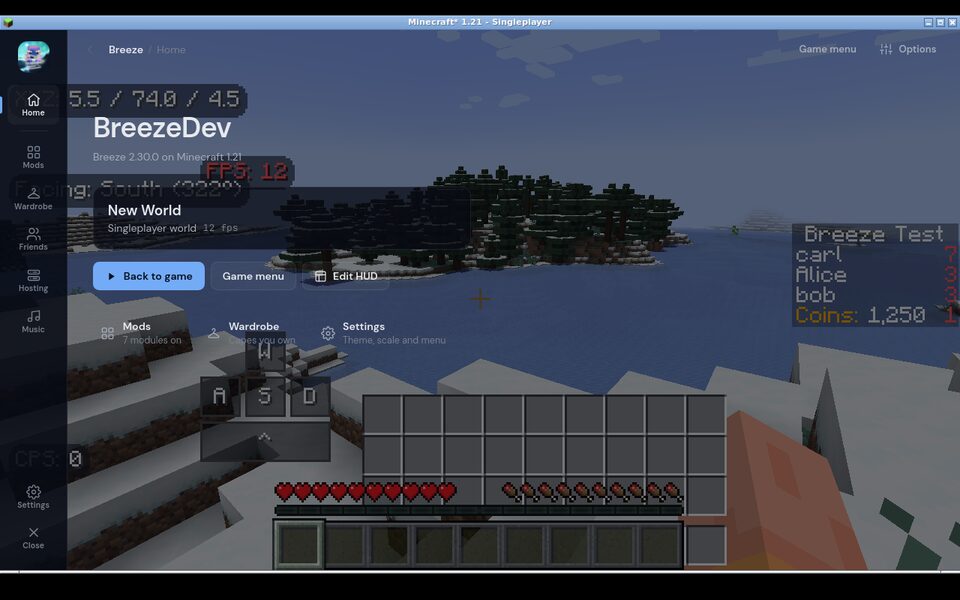 Minecraft* 1.21 - Singleplayer
Breeze / Home
Game menu
Options
5.5 / 74.0 / 4.5
Home
BreezeDev
Breeze 2.30.0 on Minecraft 1.21
FPS: 12
Mods
Facing: South (322°)
Wardrobe
New World
Singleplayer world 12 fps
Friends
Breeze Test
carl 7
Alice 3
bob 3
Coins: 1,250 1
Back to game
Game menu
Edit HUD
Hosting
Music
Mods
7 modules on
Wardrobe
Capes you own
Settings
Theme, scale and menu
W
A S D
CPS: 0
Settings
Close